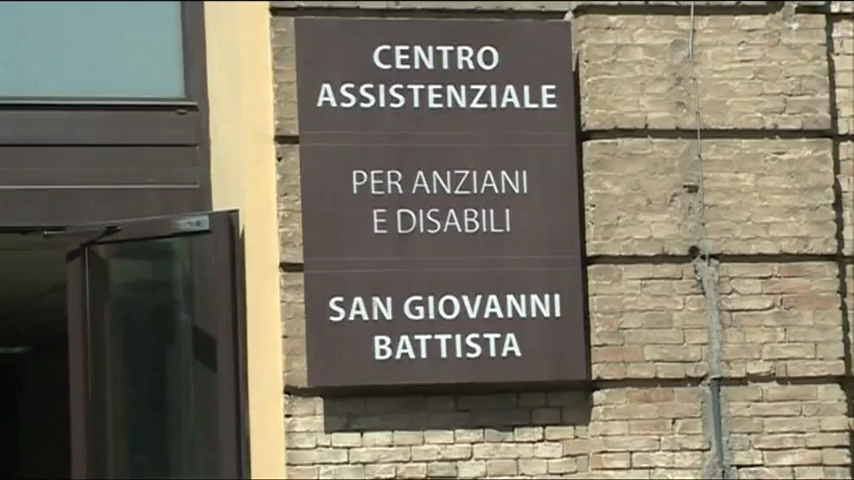 CENTRO
ASSISTENZIALE
PER ANZIANI
E DISABILI
SAN GIOVANNI
BATTISTA